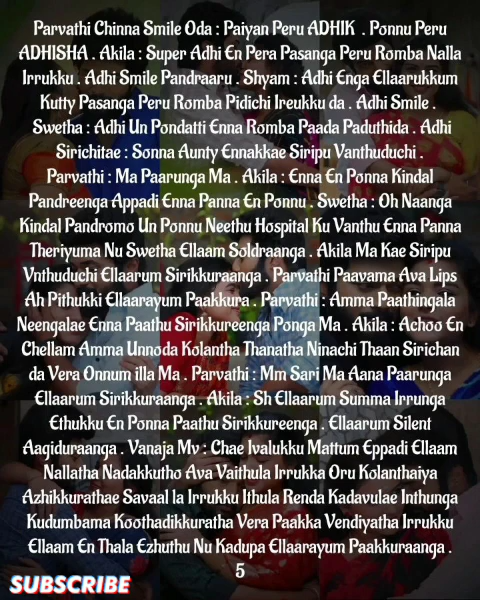 Parvathi Chinna Smile Oda : Paiyan Peru ADHIK . Ponnu Peru
ADHISHA . Akila : Super Adhi En Pera Pasanga Peru Romba Nalla
Irrukku . Adhi Smile Pandraaru . Shyam : Adhi Enga Ellaarukkum
Kutty Pasanga Peru Romba Pidichi Ireukku da . Adhi Smile .
Swetha : Adhi Un Pondatti Enna Romba Paada Paduthida . Adhi
Sirichitae : Sonna Aunty Ennakkae Siripu Vanthuduchi .
Parvathi : Ma Paarunga Ma . Akila : Enna En Ponna Kindal
Pandreenga Appadi Enna Panna En Ponnu . Swetha : Oh Naanga
Kindal Pandromo Un Ponnu Neethu Hospital Ku Vanthu Enna Panna
Theriyuma Nu Swetha Ellaam Soldraanga . Akila Ma Kae Siripu
Vnthuduchi Ellaarum Sirikkuraanga . Parvathi Paavama Ava Lips
Ah Pithukki Ellaarayum Paakkura . Parvathi : Amma Paathingala
Neengalae Enna Paathu Sirikkureenga Ponga Ma . Akila : Achoo En
Chellam Amma Unnoda Kolantha Thanatha Ninachi Thaan Sirichan
da Vera Onnum illa Ma . Parvathi : Mm Sari Ma Aana Paarunga
Ellaarum Sirikkuraanga . Akila : Sh Ellaarum Summa Irrunga
Ethukku En Ponna Paathu Sirikkureenga . Ellaarum Silent
Aagiduraanga . Vanaja Mv : Chae Ivalukku Mattum Eppadi Ellaam
Nallatha Nadakkutho Ava Vaithula Irrukka Oru Kolanthaiya
Azhikkurathae Savaal la Irrukku Ithula Renda Kadavulae Inthunga
Kudumbama Koothadikkuratha Vera Paakka Vendiyatha Irrukku
Ellaam En Thala Ezhuthu Nu Kadupa Ellaarayum Paakkuraanga .
5
SUBSCRIBE